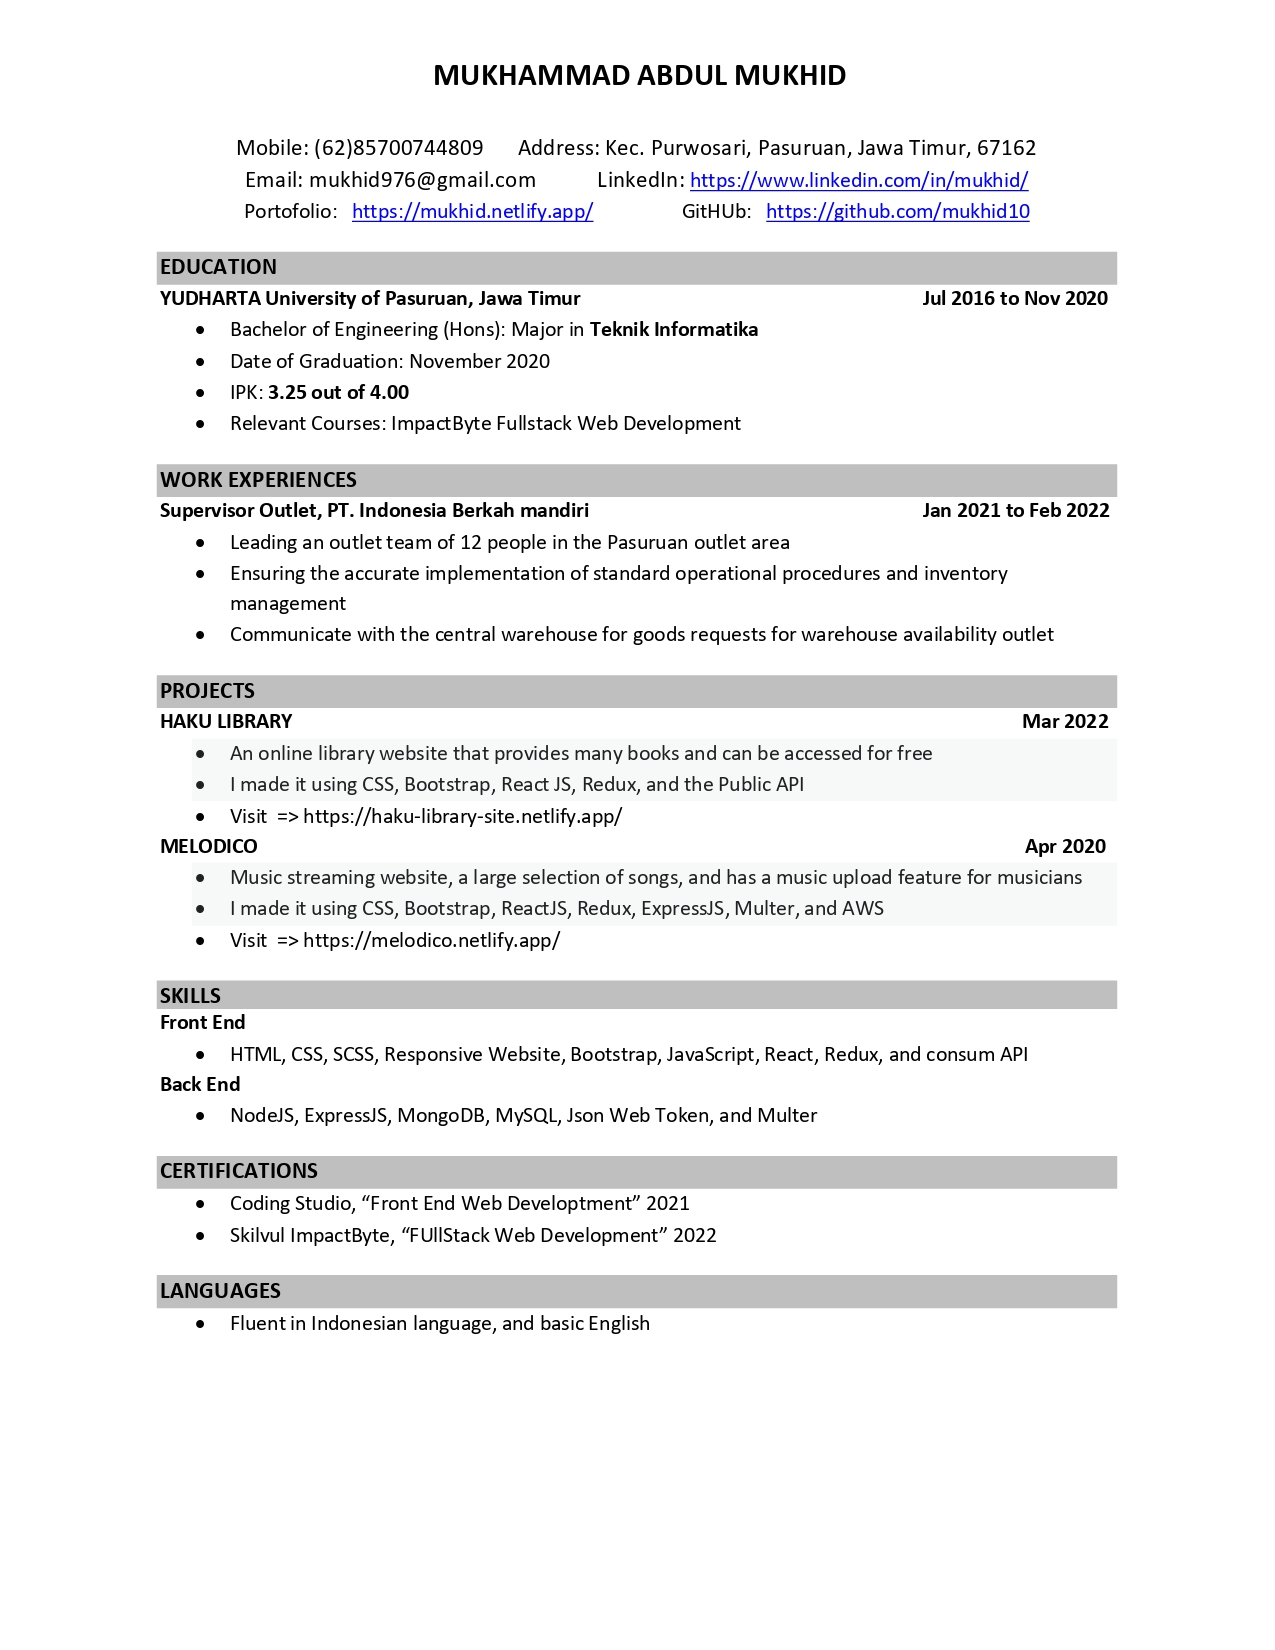 MUKHAMMAD ABDUL MUKHID
Mobile: (62)85700744809 Address: Kec. Purwosari, Pasuruan, Jawa Timur, 67162
Email: mukhid976@gmail.com LinkedIn: https://www.linkedin.com/in/mukhid/
Portofolio: https://mukhid.netlify.app/ GitHUb: https://github.com/mukhid10
EDUCATION
YUDHARTA University of Pasuruan, Jawa Timur Jul 2016 to Nov 2020
• Bachelor of Engineering (Hons): Major in Teknik Informatika
• Date of Graduation: November 2020
• IPK: 3.25 out of 4.00
• Relevant Courses: ImpactByte Fullstack Web Development
WORK EXPERIENCES
Supervisor Outlet, PT. Indonesia Berkah mandiri Jan 2021 to Feb 2022
• Leading an outlet team of 12 people in the Pasuruan outlet area
• Ensuring the accurate implementation of standard operational procedures and inventory
management
• Communicate with the central warehouse for goods requests for warehouse availability outlet
PROJECTS
HAKU LIBRARY Mar 2022
• An online library website that provides many books and can be accessed for free
• I made it using CSS, Bootstrap, React JS, Redux, and the Public API
• Visit => https://haku-library-site.netlify.app/
MELODICO Apr 2020
• Music streaming website, a large selection of songs, and has a music upload feature for musicians
• I made it using CSS, Bootstrap, ReactJS, Redux, ExpressJS, Multer, and AWS
• Visit => https://melodico.netlify.app/
SKILLS
Front End
• HTML, CSS, SCSS, Responsive Website, Bootstrap, JavaScript, React, Redux, and consum API
Back End
• NodeJS, ExpressJS, MongoDB, MySQL, Json Web Token, and Multer
CERTIFICATIONS
• Coding Studio, “Front End Web Developtment” 2021
• Skilvul ImpactByte, “FUllStack Web Development” 2022
LANGUAGES
• Fluent in Indonesian language, and basic English